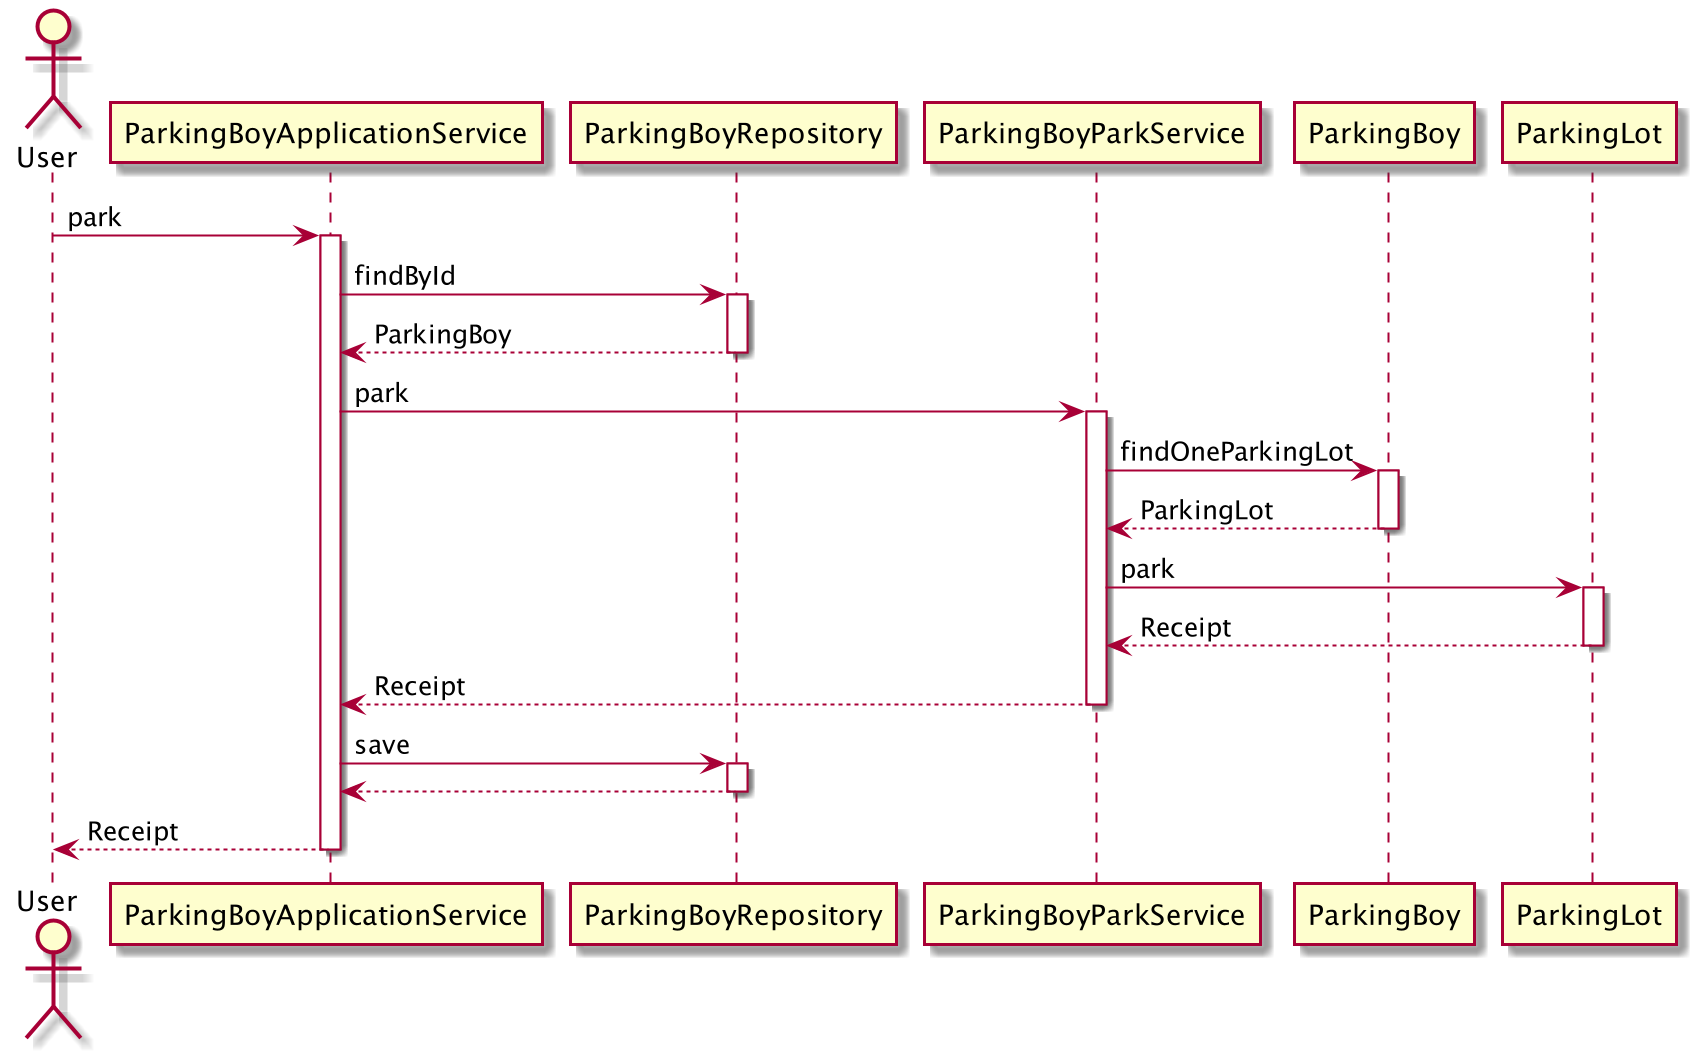 User
ParkingBoyApplicationService
ParkingBoyRepository
ParkingBoyParkService
ParkingBoy
ParkingLot
park
findById
ParkingBoy
park
findOneParkingLot
ParkingLot
park
Receipt
Receipt
save
Receipt
User
ParkingBoyApplicationService
ParkingBoyRepository
ParkingBoyParkService
ParkingBoy
ParkingLot